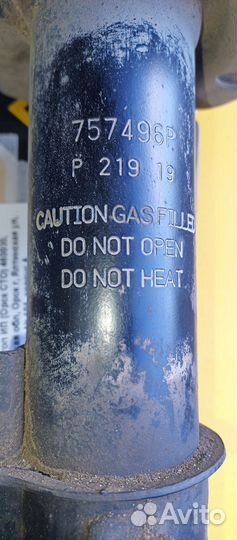 757496P
P 219 19
CAUTION GAS FILLED
DO NOT OPEN
DO NOT HEAT
Avito